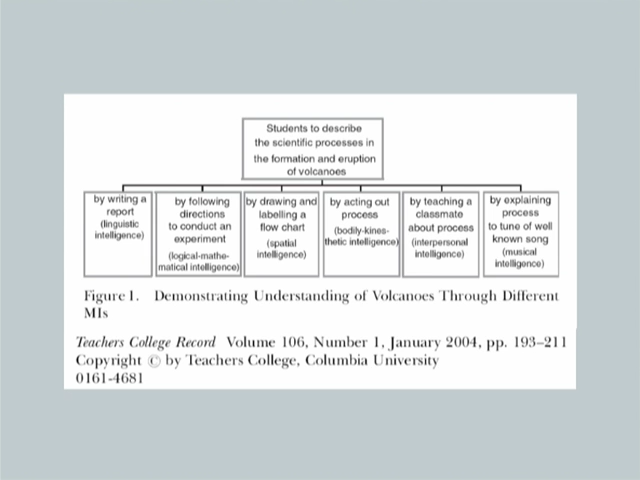 Students to describe
the scientific processes in
the formation and eruption
of volcanoes
by writing a
report
(linguistic
intelligence)
by following
directions
to conduct an
experiment
(logical-mathe-
matical intelligence)
by drawing and
labelling a
flow chart
(spatial
intelligence)
by acting out
process
(bodily-kines-
thetic intelligence)
by teaching a
classmate
about process
(interpersonal
intelligence)
by explaining
process
to tune of well
known song
(musical
intelligence)
Figure 1. Demonstrating Understanding of Volcanoes Through Different
MIs
Teachers College Record Volume 106, Number 1, January 2004, pp. 193–211
Copyright © by Teachers College, Columbia University
0161-4681